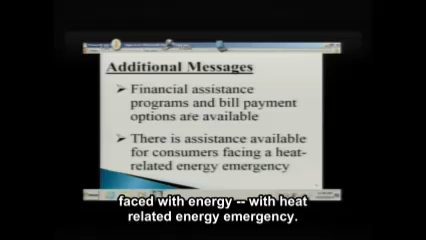 Additional Messages
➢ Financial assistance
programs and bill payment
options are available
➢ There is assistance available
for consumers facing a heat-
related energy emergency
faced with energy -- with heat
related energy emergency.